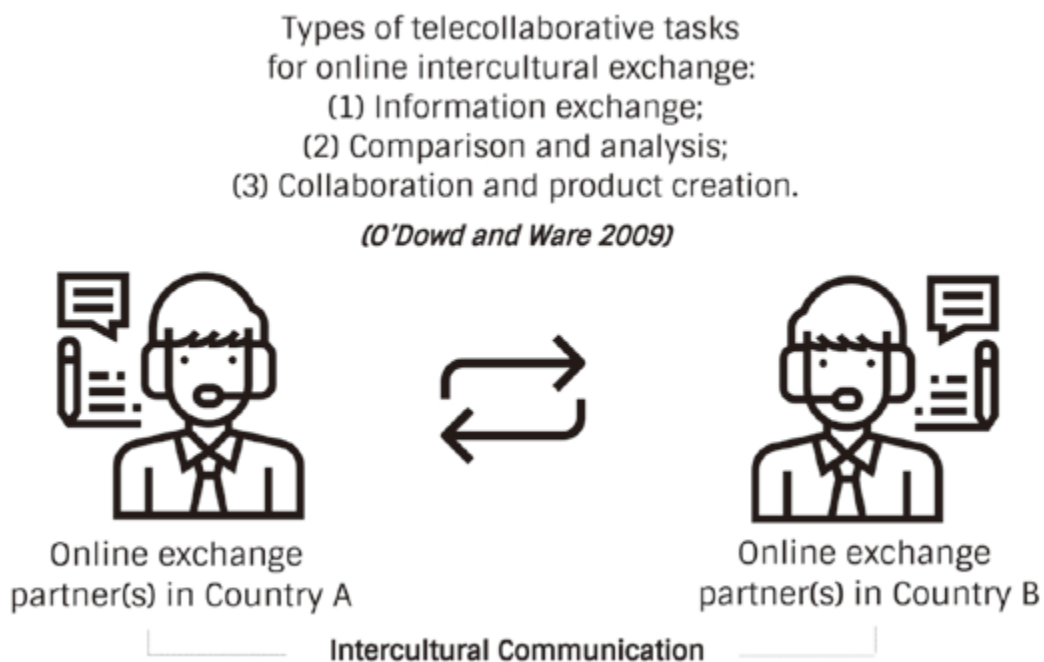 Types of telecollaborative tasks
for online intercultural exchange:
(1) Information exchange;
(2) Comparison and analysis;
(3) Collaboration and product creation.
(O'Dowd and Ware 2009)
Online exchange
partner(s) in Country A
Online exchange
partner(s) in Country B
Intercultural Communication